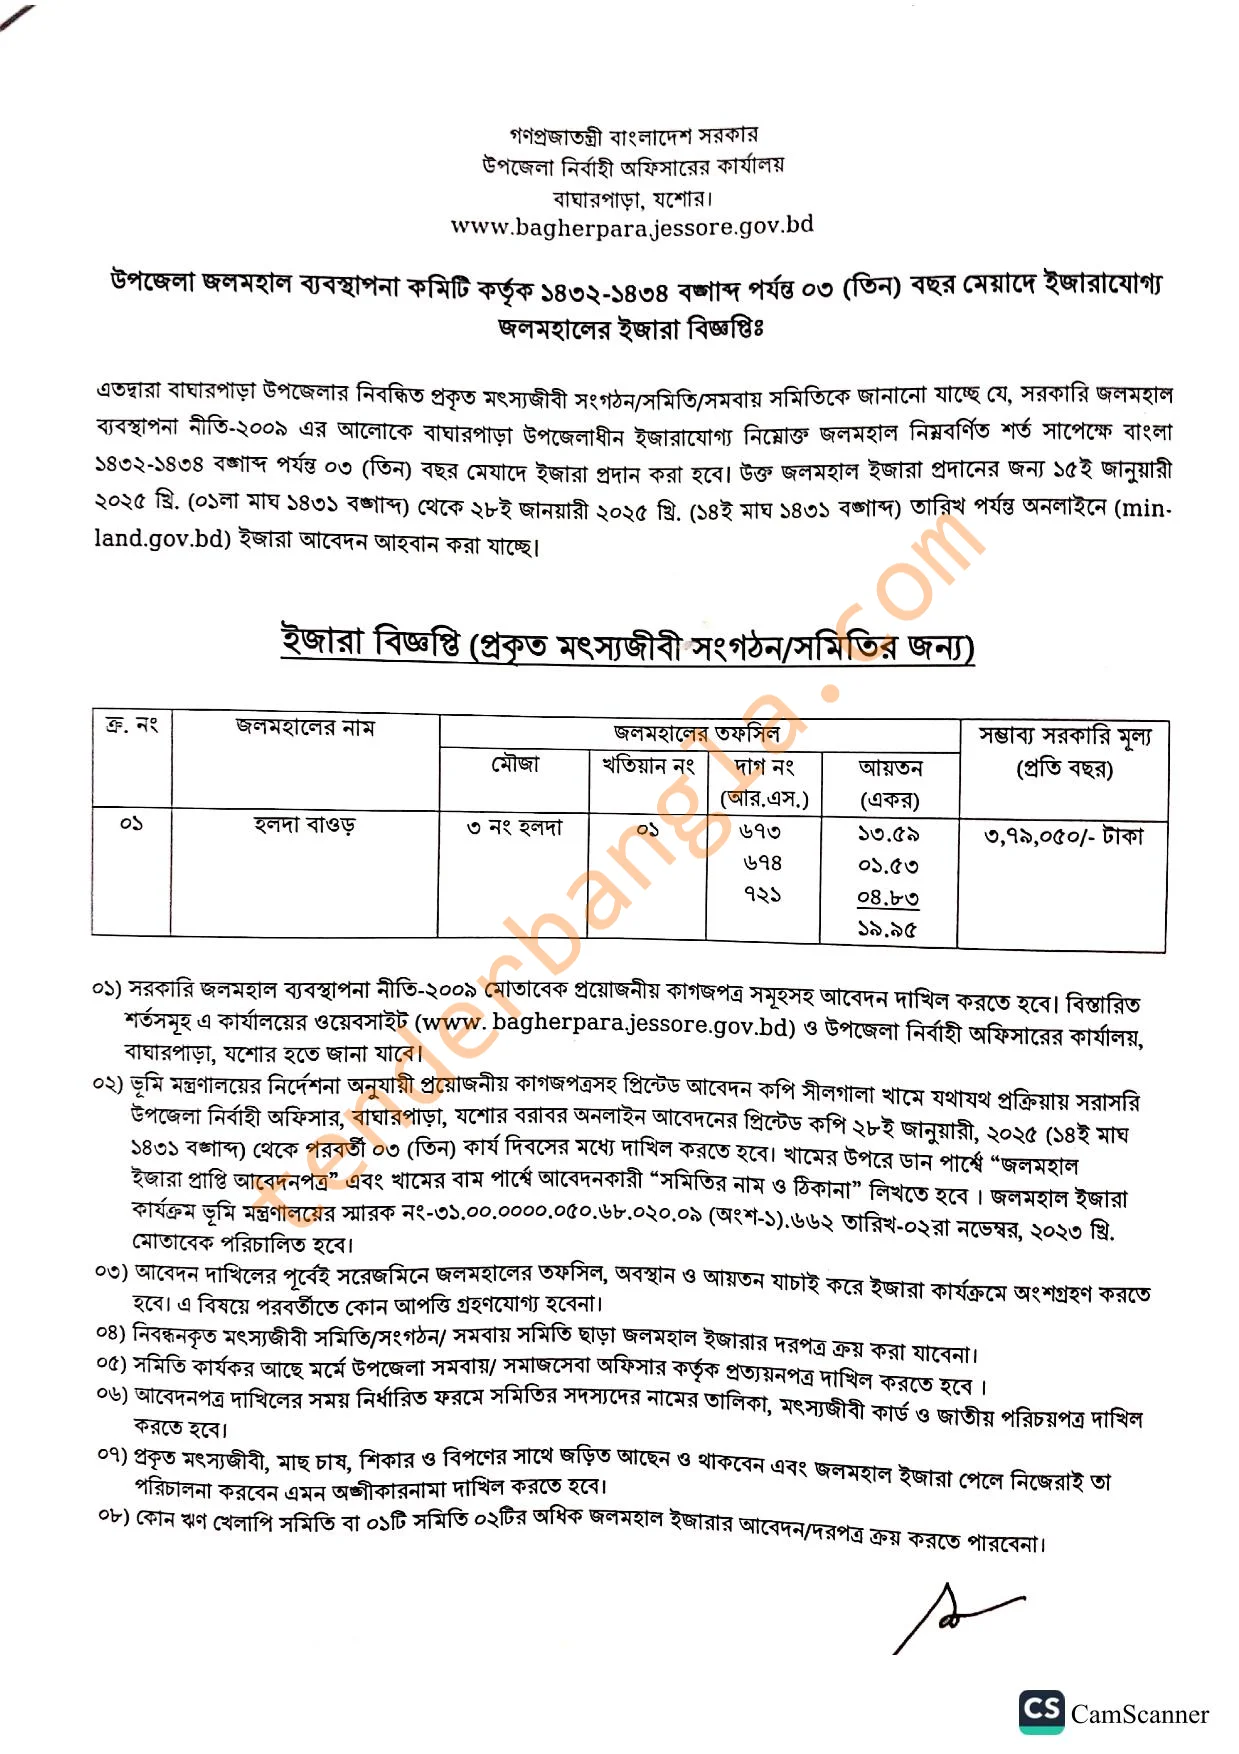 গণপ্রজাতন্ত্রী বাংলাদেশ সরকার
উপজেলা নির্বাহী অফিসারের কার্যালয়
বাঘারপাড়া, যশোর।
www.bagherpara.jessore.gov.bd
উপজেলা জলমহাল ব্যবস্থাপনা কমিটি কর্তৃক ১৪৩২-১৪৩৪ বঙ্গাব্দ পর্যন্ত ০৩ (তিন) বছর মেয়াদে ইজারাযোগ্য
জলমহালের ইজারা বিজ্ঞপ্তিঃ
এতদ্বারা বাঘারপাড়া উপজেলার নিবন্ধিত প্রকৃত মৎস্যজীবী সংগঠন/সমিতি/সমবায় সমিতিকে জানানো যাচ্ছে যে, সরকারি জলমহাল
ব্যবস্থাপনা নীতি-২০০৯ এর আলোকে বাঘারপাড়া উপজেলাধীন ইজারাযোগ্য নিম্নোক্ত জলমহাল নিম্নবর্ণিত শর্ত সাপেক্ষে বাংলা
১৪৩২-১৪৩৪ বঙ্গাব্দ পর্যন্ত ০৩ (তিন) বছর মেয়াদে ইজারা প্রদান করা হবে। উক্ত জলমহাল ইজারা প্রদানের জন্য ১৫ই জানুয়ারী
২০২৫ খ্রি. (০১লা মাঘ ১৪৩১ বঙ্গাব্দ) থেকে ২৮ই জানয়ারী ২০২৫ খ্রি. (১৪ই মাঘ ১৪৩১ বঙ্গাব্দ) তারিখ পর্যন্ত অনলাইনে (min-
land.gov.bd) ইজারা আবেদন আহবান করা যাচ্ছে।
ইজারা বিজ্ঞপ্তি (প্রকৃত মৎস্যজীবী সংগঠন/সমিতির জন্য)
ক্র. নং জলমহালের নাম জলমহালের তফসিল সম্ভাব্য সরকারি মূল্য
মৌজা খতিয়ান নং দাগ নং আয়তন (প্রতি বছর)
(আর.এস.) (একর)
০১ হলদা বাওড় ৩ নং হলদা ০১ ৬৭৩ ১৩.৫৯ ৩,৭৯,০৫০/- টাকা
৬৭৪ ০১.৫৩
৭২১ ০৪.৮৩
১৯.৯৫
০১) সরকারি জলমহাল ব্যবস্থাপনা নীতি-২০০৯ মোতাবেক প্রয়োজনীয় কাগজপত্র সমূহসহ আবেদন দাখিল করতে হবে। বিস্তারিত
শর্তসমূহ এ কার্যালয়ের ওয়েবসাইট (www. bagherpara.jessore.gov.bd) ও উপজেলা নির্বাহী অফিসারের কার্যালয়,
বাঘারপাড়া, যশোর হতে জানা যাবে।
০২) ভূমি মন্ত্রণালয়ের নির্দেশনা অনুযায়ী প্রয়োজনীয় কাগজপত্রসহ প্রিন্টেড আবেদন কপি সীলগালা খামে যথাযথ প্রক্রিয়ায় সরাসরি
উপজেলা নির্বাহী অফিসার, বাঘারপাড়া, যশোর বরাবর অনলাইন আবেদনের প্রিন্টেড কপি ২৮ই জানুয়ারী, ২০২৫ (১৪ই মাঘ
১৪৩১ বঙ্গাব্দ) থেকে পরবর্তী ০৩ (তিন) কার্য দিবসের মধ্যে দাখিল করতে হবে। খামের উপরে ডান পার্শ্বে “জলমহাল
ইজারা প্রাপ্তি আবেদনপত্র” এবং খামের বাম পার্শ্বে আবেদনকারী “সমিতির নাম ও ঠিকানা” লিখতে হবে । জলমহাল ইজারা
কার্যক্রম ভূমি মন্ত্রণালয়ের স্মারক নং-৩১.০০.০০০০.০৫০.৬৮.০২০.০৯ (অংশ-১).৬৬২ তারিখ-০২রা নভেম্বর, ২০২৩ খ্রি.
মোতাবেক পরিচালিত হবে।
০৩) আবেদন দাখিলের পূর্বেই সরেজমিনে জলমহালের তফসিল, অবস্থান ও আয়তন যাচাই করে ইজারা কার্যক্রমে অংশগ্রহণ করতে
হবে। এ বিষয়ে পরবর্তীতে কোন আপত্তি গ্রহণযোগ্য হবেনা।
০৪) নিবন্ধনকৃত মৎস্যজীবী সমিতি/সংগঠন/ সমবায় সমিতি ছাড়া জলমহাল ইজারার দরপত্র ক্রয় করা যাবেনা।
০৫) সমিতি কার্যকর আছে মর্মে উপজেলা সমবায়/ সমাজসেবা অফিসার কর্তৃক প্রত্যয়নপত্র দাখিল করতে হবে ।
০৬) আবেদনপত্র দাখিলের সময় নির্ধারিত ফরমে সমিতির সদস্যদের নামের তালিকা, মৎস্যজীবী কার্ড ও জাতীয় পরিচয়পত্র দাখিল
করতে হবে।
০৭) প্রকৃত মৎস্যজীবী, মাছ চাষ, শিকার ও বিপণের সাথে জড়িত আছেন ও থাকবেন এবং জলমহাল ইজারা পেলে নিজেরাই তা
পরিচালনা করবেন এমন অঙ্গীকারনামা দাখিল করতে হবে।
০৮) কোন ঋণ খেলাপি সমিতি বা ০১টি সমিতি ০২টির অধিক জলমহাল ইজারার আবেদন/দরপত্র ক্রয় করতে পারবেনা।
tenderbangla.com
CS CamScanner